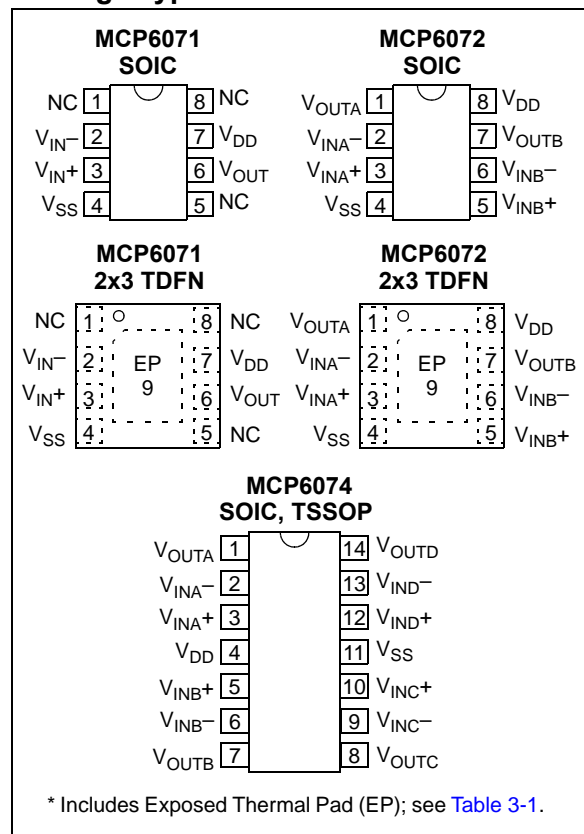 MCP6071
SOIC
NC 1
8 NC
VIN– 2
7 VDD
VIN+ 3
6 VOUT
VSS 4
5 NC
MCP6072
SOIC
VOUTA 1
8 VDD
VINA– 2
7 VOUTB
VINA+ 3
6 VINB–
VSS 4
5 VINB+
MCP6071
2x3 TDFN
NC 1
8 NC
VIN– 2
7 VDD
VIN+ 3
6 VOUT
VSS 4
5 NC
EP
9
MCP6072
2x3 TDFN
VOUTA 1
8 VDD
VINA– 2
7 VOUTB
VINA+ 3
6 VINB–
VSS 4
5 VINB+
EP
9
MCP6074
SOIC, TSSOP
VOUTA 1
14 VOUTD
VINA– 2
13 VIND–
VINA+ 3
12 VIND+
VDD 4
11 VSS
VINB+ 5
10 VINC+
VINB– 6
9 VINC–
VOUTB 7
8 VOUTC
* Includes Exposed Thermal Pad (EP); see Table 3-1.